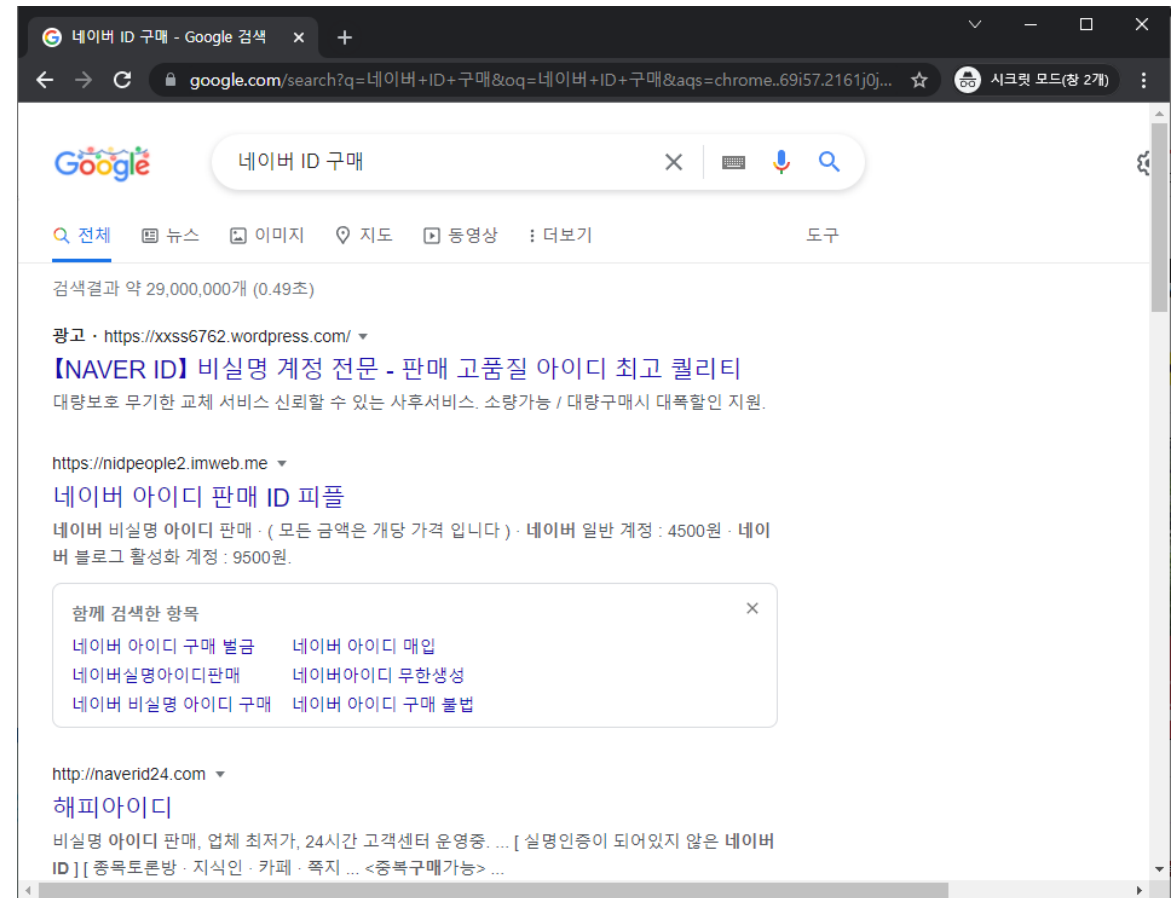 네이버 ID 구매 - Google 검색
google.com/search?q=네이버+ID+구매&oq=네이버+ID+구매&aqs=chrome..69i57.2161j0j...
시크릿 모드(창 2개)
Google
네이버 ID 구매
전체 뉴스 이미지 지도 동영상 더보기 도구
검색결과 약 29,000,000개 (0.49초)
광고 · https://xxss6762.wordpress.com/
【NAVER ID】 비실명 계정 전문 - 판매 고품질 아이디 최고 퀄리티
대량보호 무기한 교체 서비스 신뢰할 수 있는 사후서비스. 소량가능 / 대량구매시 대폭할인 지원.
https://nidpeople2.imweb.me
네이버 아이디 판매 ID 피플
네이버 비실명 아이디 판매 · ( 모든 금액은 개당 가격 입니다 ) · 네이버 일반 계정 : 4500원 · 네이
버 블로그 활성화 계정 : 9500원.
함께 검색한 항목
네이버 아이디 구매 벌금 네이버 아이디 매입
네이버실명아이디판매 네이버아이디 무한생성
네이버 비실명 아이디 구매 네이버 아이디 구매 불법
http://naverid24.com
해피아이디
비실명 아이디 판매, 업체 최저가, 24시간 고객센터 운영중. ... [ 실명인증이 되어있지 않은 네이버
ID ] [ 종목토론방 · 지식인 · 카페 · 쪽지 ... <중복구매가능> ...